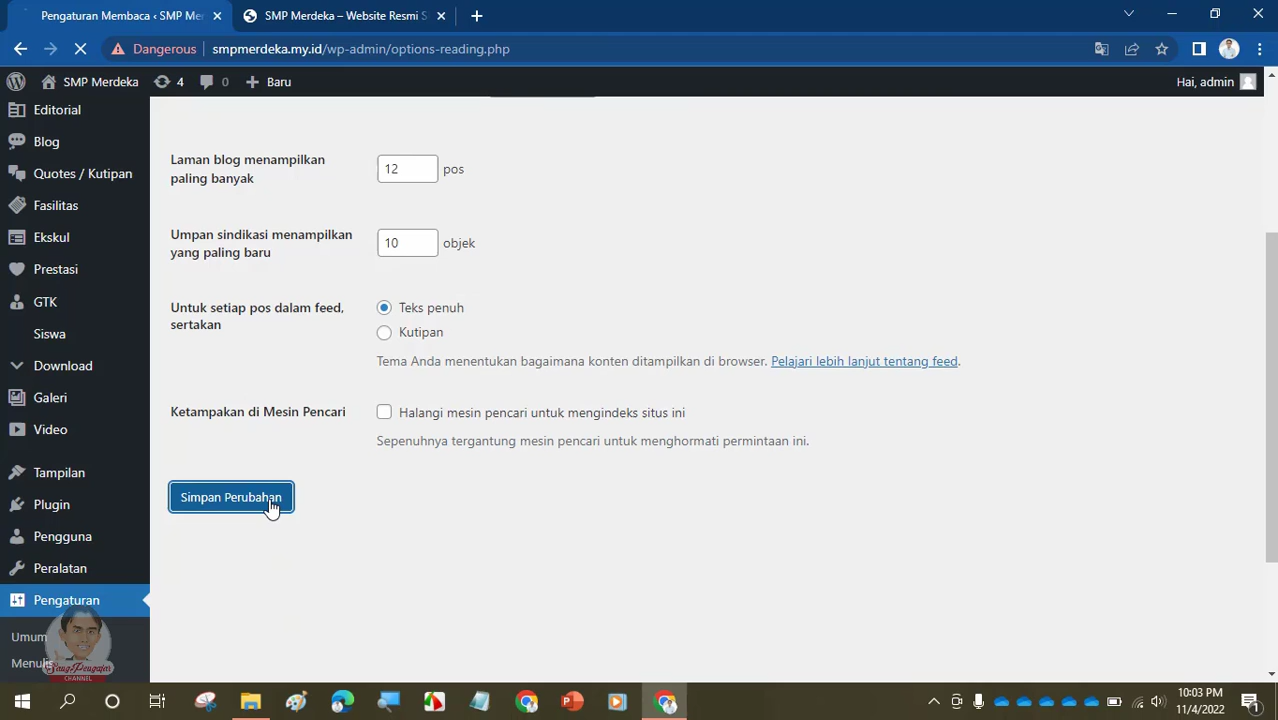 Pengaturan Membaca ‹ SMP Me
SMP Merdeka – Website Resmi S
Dangerous
smpmerdeka.my.id/wp-admin/options-reading.php
SMP Merdeka
4
0
Baru
Hai, admin
Editorial
Blog
Quotes / Kutipan
Fasilitas
Ekskul
Prestasi
GTK
Siswa
Download
Galeri
Video
Tampilan
Plugin
Pengguna
Peralatan
Pengaturan
Umum
Menulis
SangPengajar
CHANNEL
Laman blog menampilkan
paling banyak
12 pos
Umpan sindikasi menampilkan
yang paling baru
10 objek
Untuk setiap pos dalam feed,
sertakan
Teks penuh
Kutipan
Tema Anda menentukan bagaimana konten ditampilkan di browser. Pelajari lebih lanjut tentang feed.
Ketampakan di Mesin Pencari
Halangi mesin pencari untuk mengindeks situs ini
Sepenuhnya tergantung mesin pencari untuk menghormati permintaan ini.
Simpan Perubahan
10:03 PM
11/4/2022
1